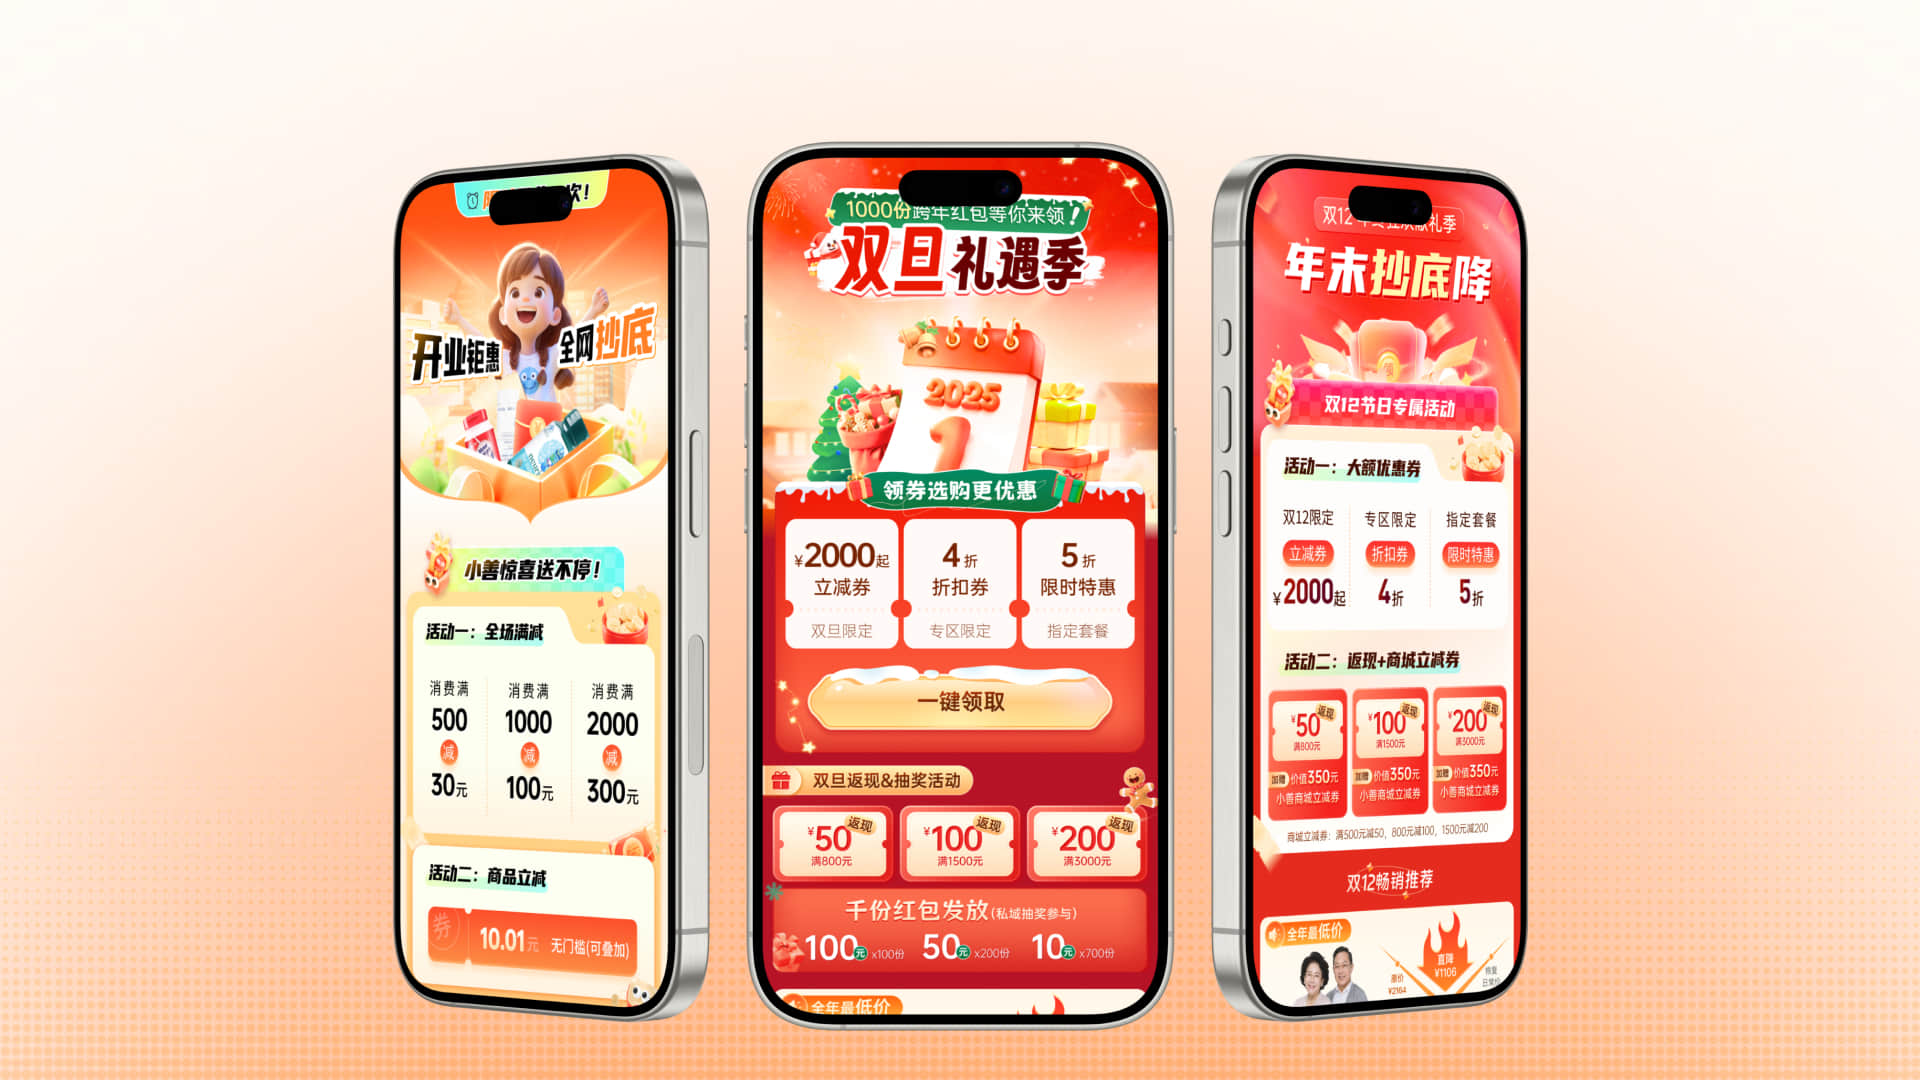 欢!
开业钜惠
全网抄底
小善惊喜送不停!
活动一: 全场满减
消费满
500
减
30元
消费满
1000
减
100元
消费满
2000
减
300元
活动二: 商品立减
券
10.01元 无门槛(可叠加)
1000份跨年红包等你来领!
双旦礼遇季
2025
1
领券选购更优惠
¥2000起
立减券
双旦限定
4折
折扣券
专区限定
5折
限时特惠
指定套餐
一键领取
双旦返现&抽奖活动
¥50
返现
满800元
¥100
返现
满1500元
¥200
返现
满3000元
千份红包发放(私域抽奖参与)
100元x100份
50元x200份
10元x700份
全年最低价
双12
献礼季
年末抄底降
双12节日专属活动
活动一: 大额优惠券
双12限定
立减券
¥2000起
专区限定
折扣券
4折
指定套餐
限时特惠
5折
活动二: 返现+商城立减券
¥50
返现
满800元
加赠 价值350元
小善商城立减券
¥100
返现
满1500元
加赠 价值350元
小善商城立减券
¥200
返现
满3000元
加赠 价值350元
小善商城立减券
商城立减券: 满500元减50、800元减100、1500元减200
双12畅销推荐
全年最低价
原价
¥2164
直降
¥1106
恢复
日常价